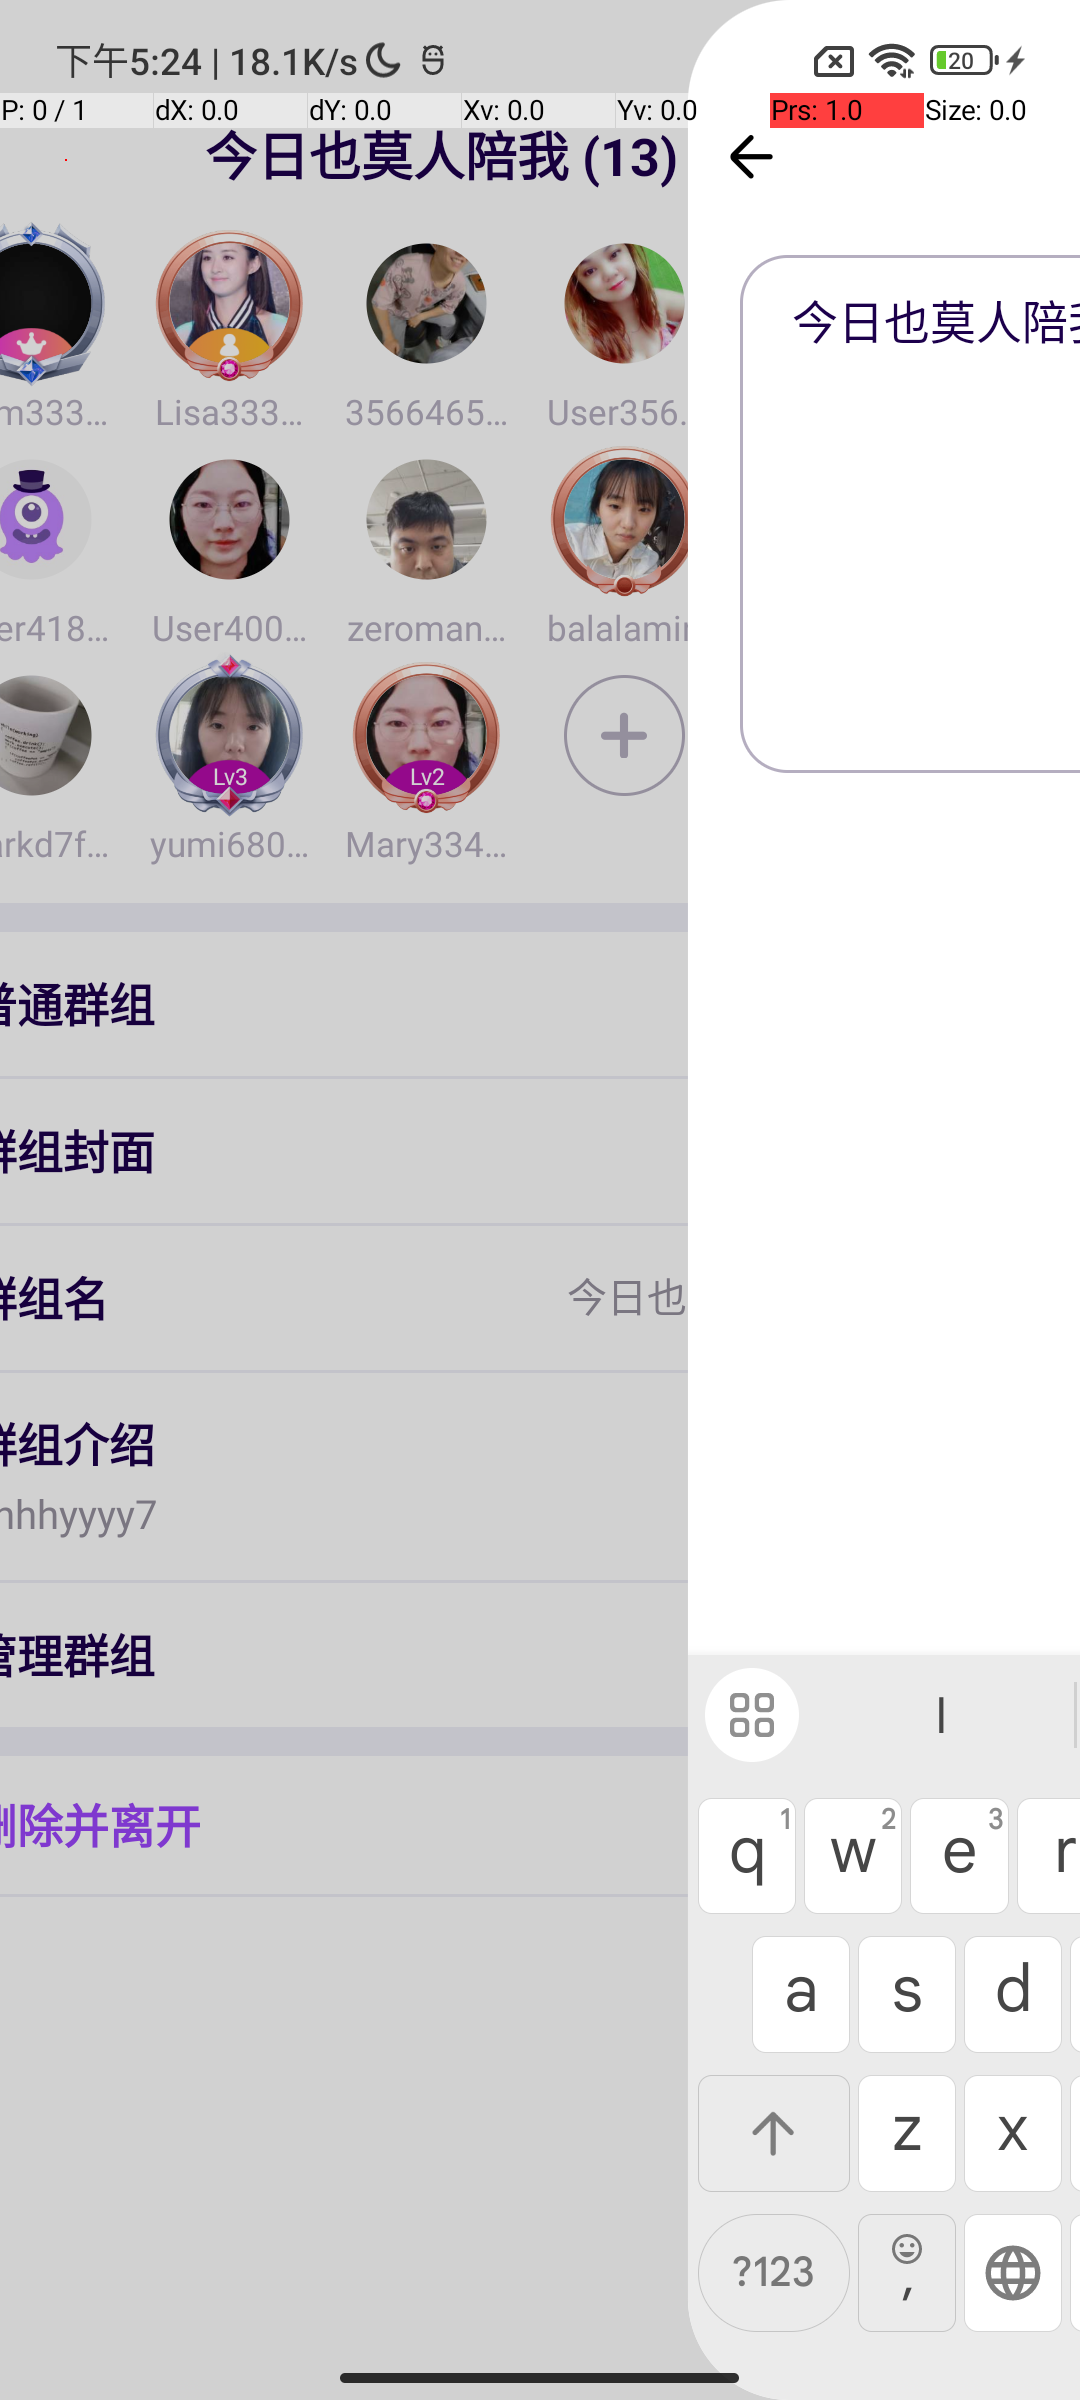 下午5:24 | 18.1K/s
20
P: 0 / 1
dX: 0.0
dY: 0.0
Xv: 0.0
Yv: 0.0
Prs: 1.0
Size: 0.0
今日也莫人陪我 (13)
今日也莫人陪我
m333...
Lisa333...
3566465...
User356.
er418...
User400...
zeroman...
balalami
Lv3
Lv2
rkd7f...
yumi680...
Mary334...
普通群组
群组封面
群组名
今日也
群组介绍
hhhyyyy7
管理群组
删除并离开
I
q 1
w 2
e 3
r
a
s
d
z
x
?123
,